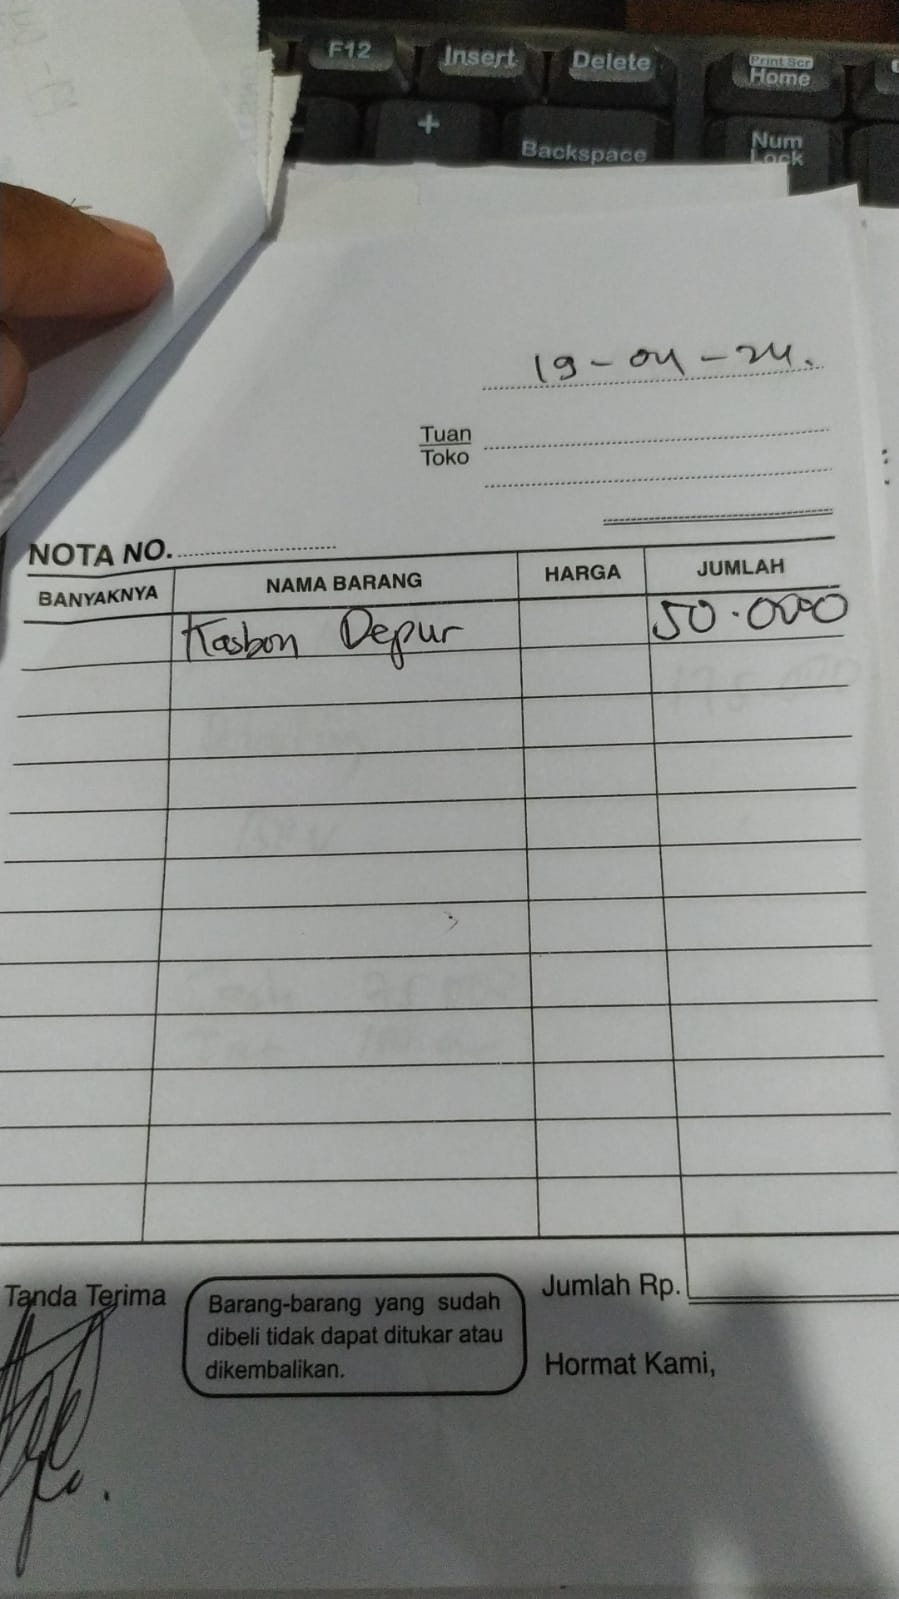 F12 Insert Delete Print Scr
Home
+ Backspace Num
Lock
19-04-24.
Tuan
Toko
NOTA NO.
BANYAKNYA NAMA BARANG HARGA JUMLAH
Kasbon Depur 50.000
Tanda Terima
Barang-barang yang sudah
dibeli tidak dapat ditukar atau
dikembalikan.
Jumlah Rp.
Hormat Kami,